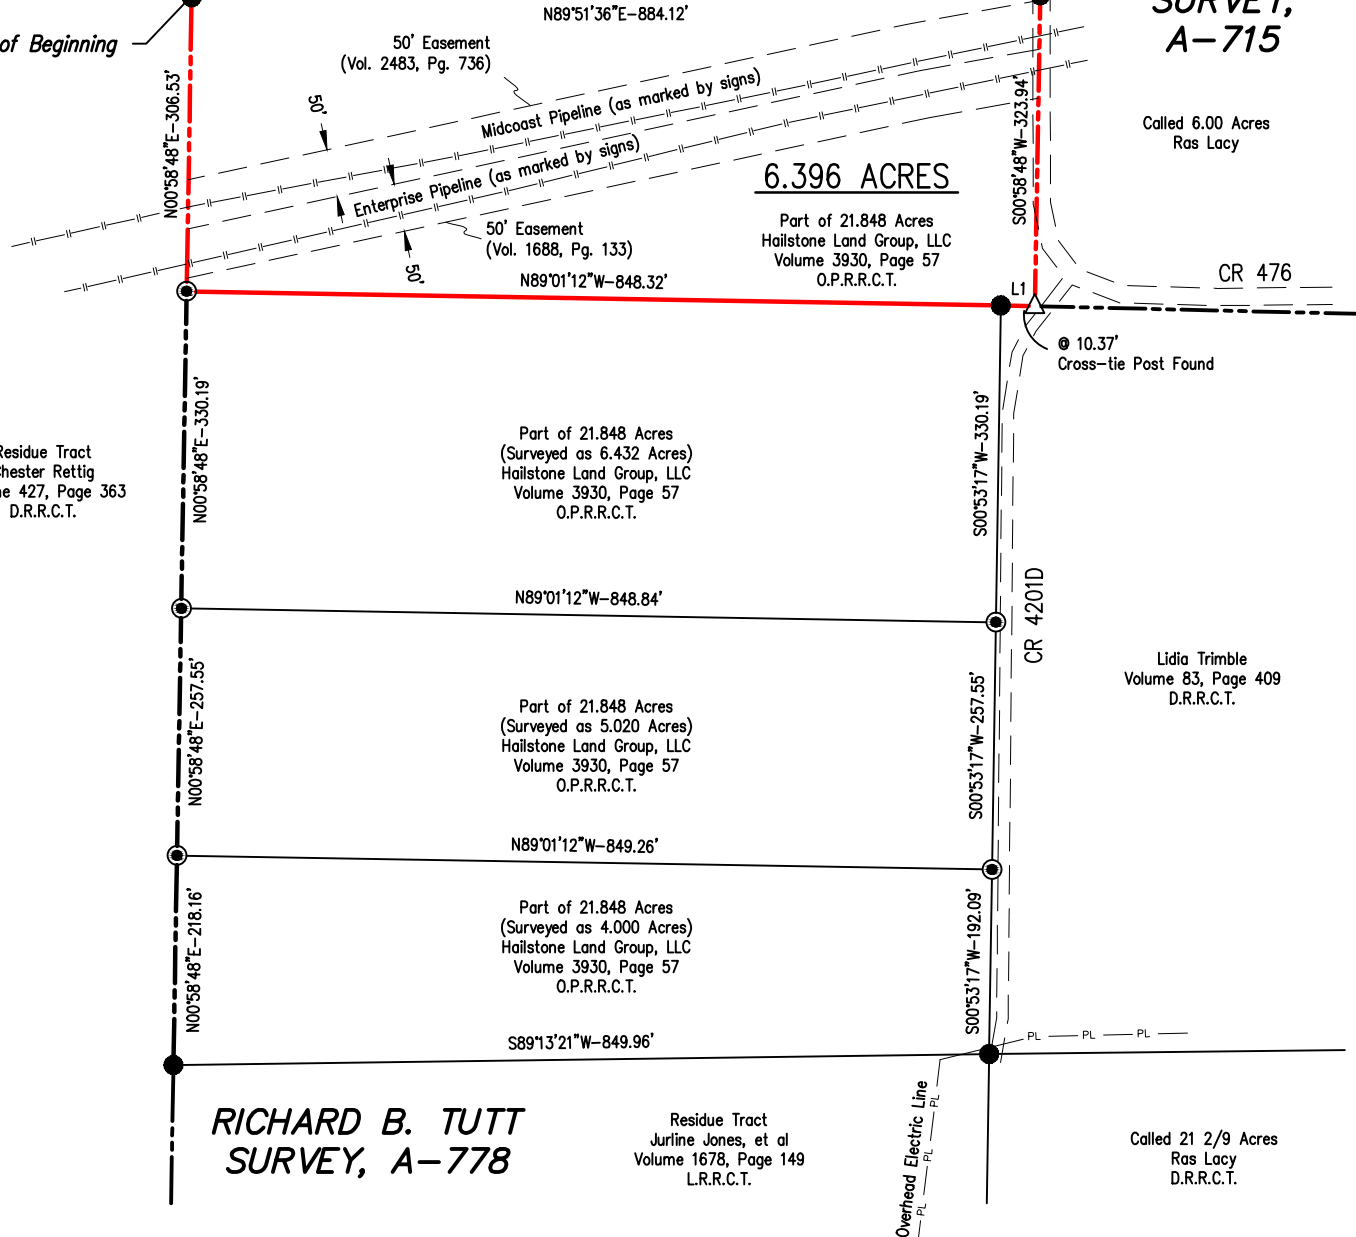 N89°51'36"E-884.12'
SURVEY,
A-715
of Beginning
50' Easement
(Vol. 2483, Pg. 736)
N00°58'48"E-306.53'
50'
Midcoast Pipeline (as marked by signs)
Enterprise Pipeline (as marked by signs)
50' Easement
(Vol. 1688, Pg. 133)
50'
S00°58'48"W-323.94'
Called 6.00 Acres
Ras Lacy
6.396 ACRES
Part of 21.848 Acres
Hailstone Land Group, LLC
Volume 3930, Page 57
O.P.R.R.C.T.
N89°01'12"W-848.32'
L1
CR 476
@ 10.37'
Cross-tie Post Found
N00°58'48"E-330.19'
Part of 21.848 Acres
(Surveyed as 6.432 Acres)
Hailstone Land Group, LLC
Volume 3930, Page 57
O.P.R.R.C.T.
S00°53'17"W-330.19'
Residue Tract
Chester Rettig
e 427, Page 363
D.R.R.C.T.
N89°01'12"W-848.84'
CR 4201D
N00°58'48"E-257.55'
Part of 21.848 Acres
(Surveyed as 5.020 Acres)
Hailstone Land Group, LLC
Volume 3930, Page 57
O.P.R.R.C.T.
S00°53'17"W-257.55'
Lidia Trimble
Volume 83, Page 409
D.R.R.C.T.
N89°01'12"W-849.26'
N00°58'48"E-218.16'
Part of 21.848 Acres
(Surveyed as 4.000 Acres)
Hailstone Land Group, LLC
Volume 3930, Page 57
O.P.R.R.C.T.
S00°53'17"W-192.09'
S89°13'21"W-849.96'
PL
PL
PL
RICHARD B. TUTT
SURVEY, A-778
Residue Tract
Jurline Jones, et al
Volume 1678, Page 149
L.R.R.C.T.
Overhead Electric Line
PL
PL
PL
Called 21 2/9 Acres
Ras Lacy
D.R.R.C.T.